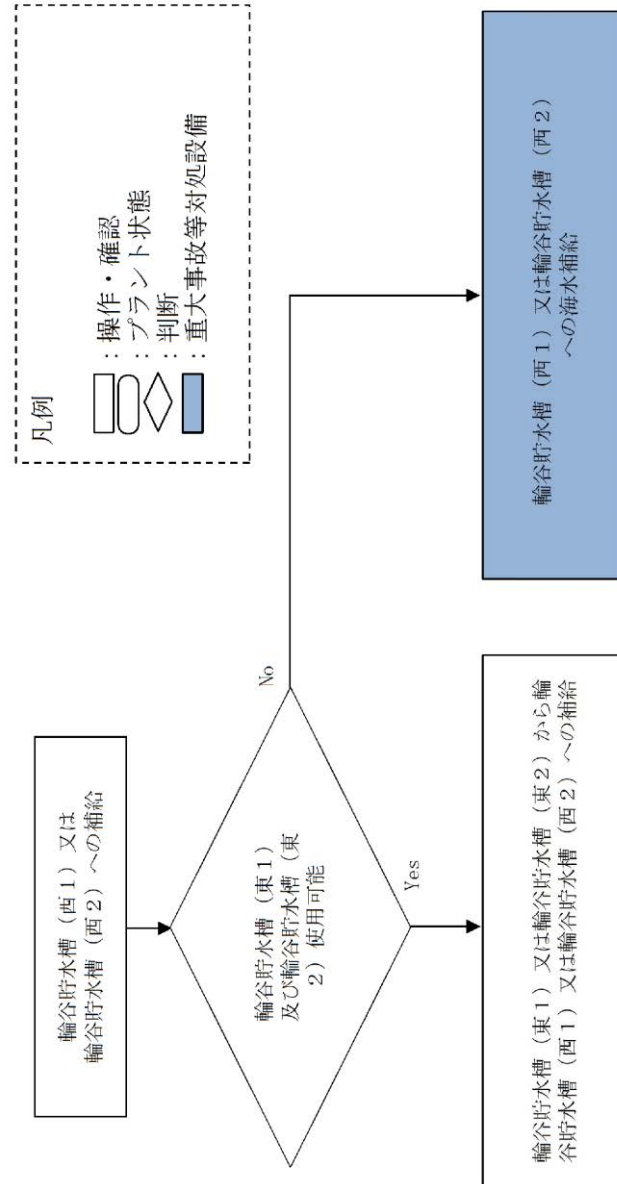 凡例
：操作・確認
：プラント状態
：判断
：重大事故等対処設備
輪谷貯水槽（西１）又は
輪谷貯水槽（西２）への補給
輪谷貯水槽（東１）
及び輪谷貯水槽（東
２）使用可能
No
Yes
輪谷貯水槽（東１）又は輪谷貯水槽（東２）から輪
谷貯水槽（西１）又は輪谷貯水槽（西２）への補給
輪谷貯水槽（西１）又は輪谷貯水槽（西２）
への海水補給